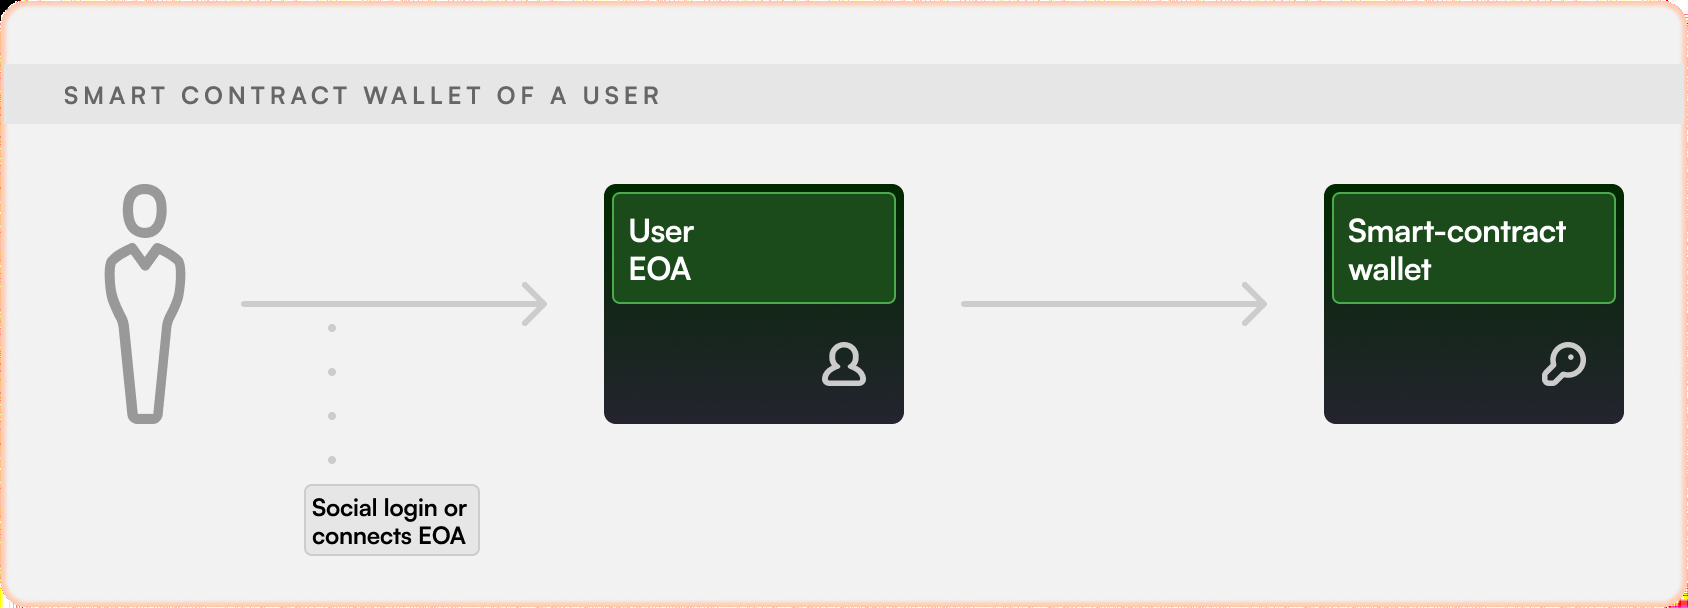 SMART CONTRACT WALLET OF A USER
User
EOA
Smart-contract
wallet
Social login or
connects EOA